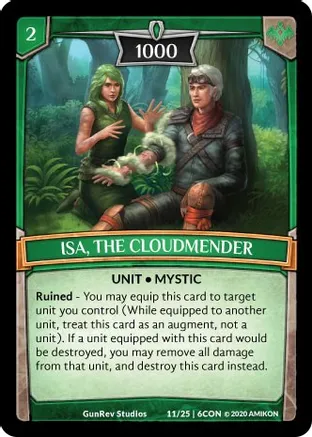 2
1000
ISA, THE CLOUDMENDER
UNIT • MYSTIC
Ruined - You may equip this card to target
unit you control (While equipped to another
unit, treat this card as an augment, not a
unit). If a unit equipped with this card would
be destroyed, you may remove all damage
from that unit, and destroy this card instead.
GunRev Studios 11/25 | 6CON © 2020 AMIKON